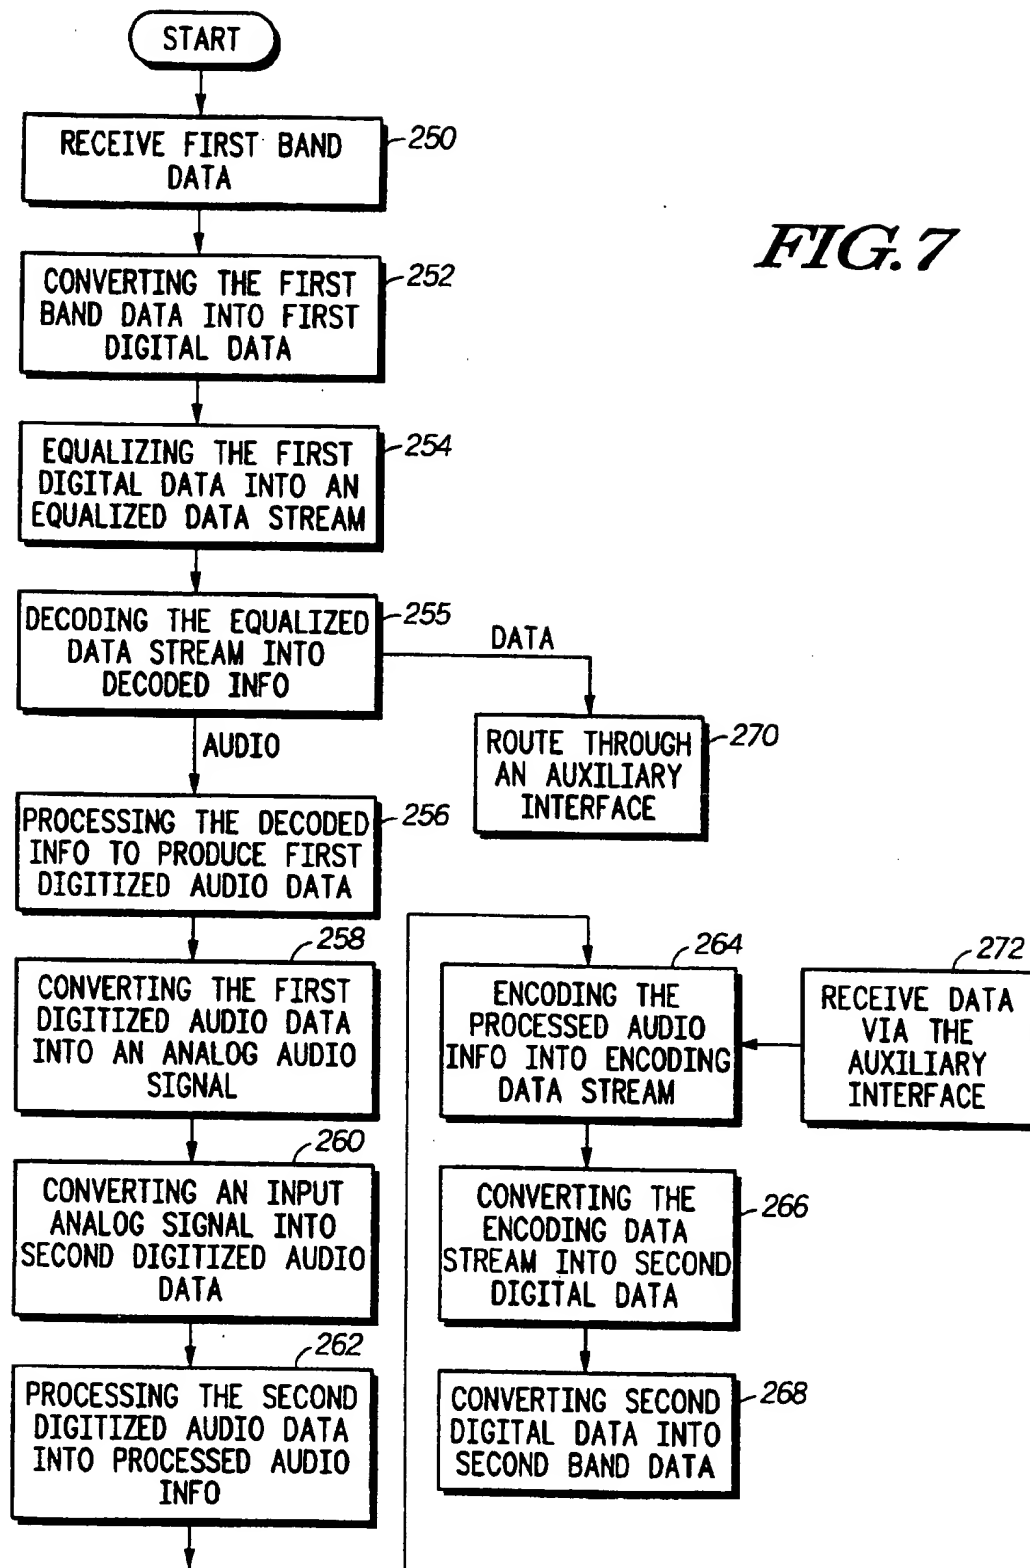 START
RECEIVE FIRST BAND
DATA
250
FIG.7
CONVERTING THE FIRST
BAND DATA INTO FIRST
DIGITAL DATA
252
EQUALIZING THE FIRST
DIGITAL DATA INTO AN
EQUALIZED DATA STREAM
254
DECODING THE EQUALIZED
DATA STREAM INTO
DECODED INFO
255
DATA
ROUTE THROUGH
AN AUXILIARY
INTERFACE
270
AUDIO
PROCESSING THE DECODED
INFO TO PRODUCE FIRST
DIGITIZED AUDIO DATA
256
258
CONVERTING THE FIRST
DIGITIZED AUDIO DATA
INTO AN ANALOG AUDIO
SIGNAL
260
CONVERTING AN INPUT
ANALOG SIGNAL INTO
SECOND DIGITIZED AUDIO
DATA
262
PROCESSING THE SECOND
DIGITIZED AUDIO DATA
INTO PROCESSED AUDIO
INFO
264
ENCODING THE
PROCESSED AUDIO
INFO INTO ENCODING
DATA STREAM
272
RECEIVE DATA
VIA THE
AUXILIARY
INTERFACE
CONVERTING THE
ENCODING DATA
STREAM INTO SECOND
DIGITAL DATA
266
CONVERTING SECOND
DIGITAL DATA INTO
SECOND BAND DATA
268